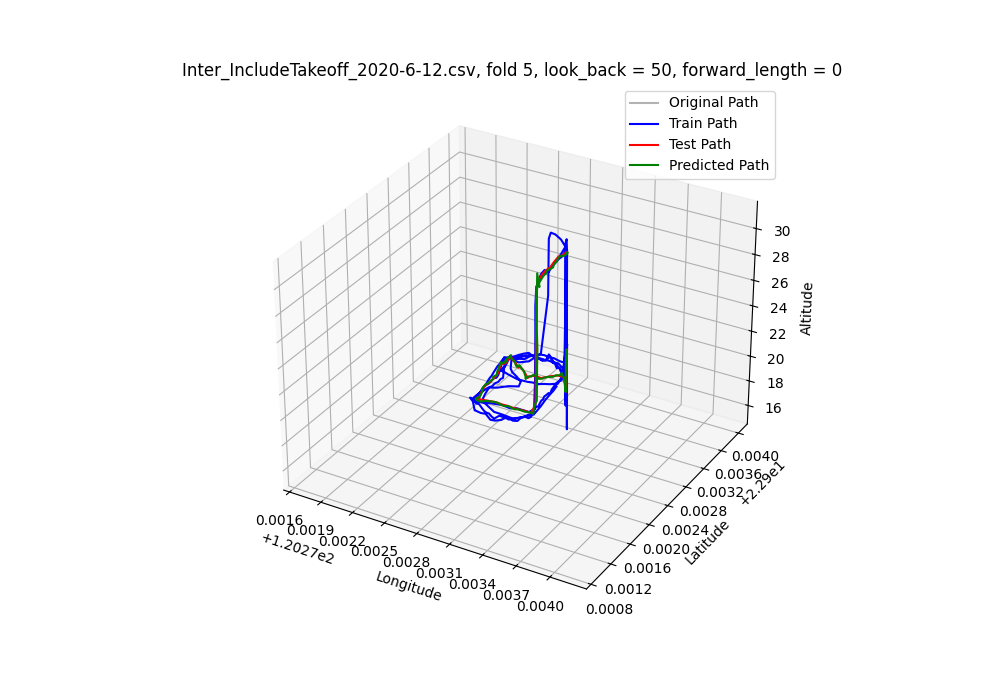 Inter_IncludeTakeoff_2020-6-12.csv, fold 5, look_back = 50, forward_length = 0
Original Path
Train Path
Test Path
Predicted Path
30
28
26
24
22
20
18
16
Altitude
0.0040
0.0036
0.0032
0.0028
0.0024
0.0020
0.0016
0.0012
0.0008
+2.29e1
Latitude
0.0016
0.0019
0.0022
0.0025
0.0028
0.0031
0.0034
0.0037
0.0040
+1.2027e2
Longitude